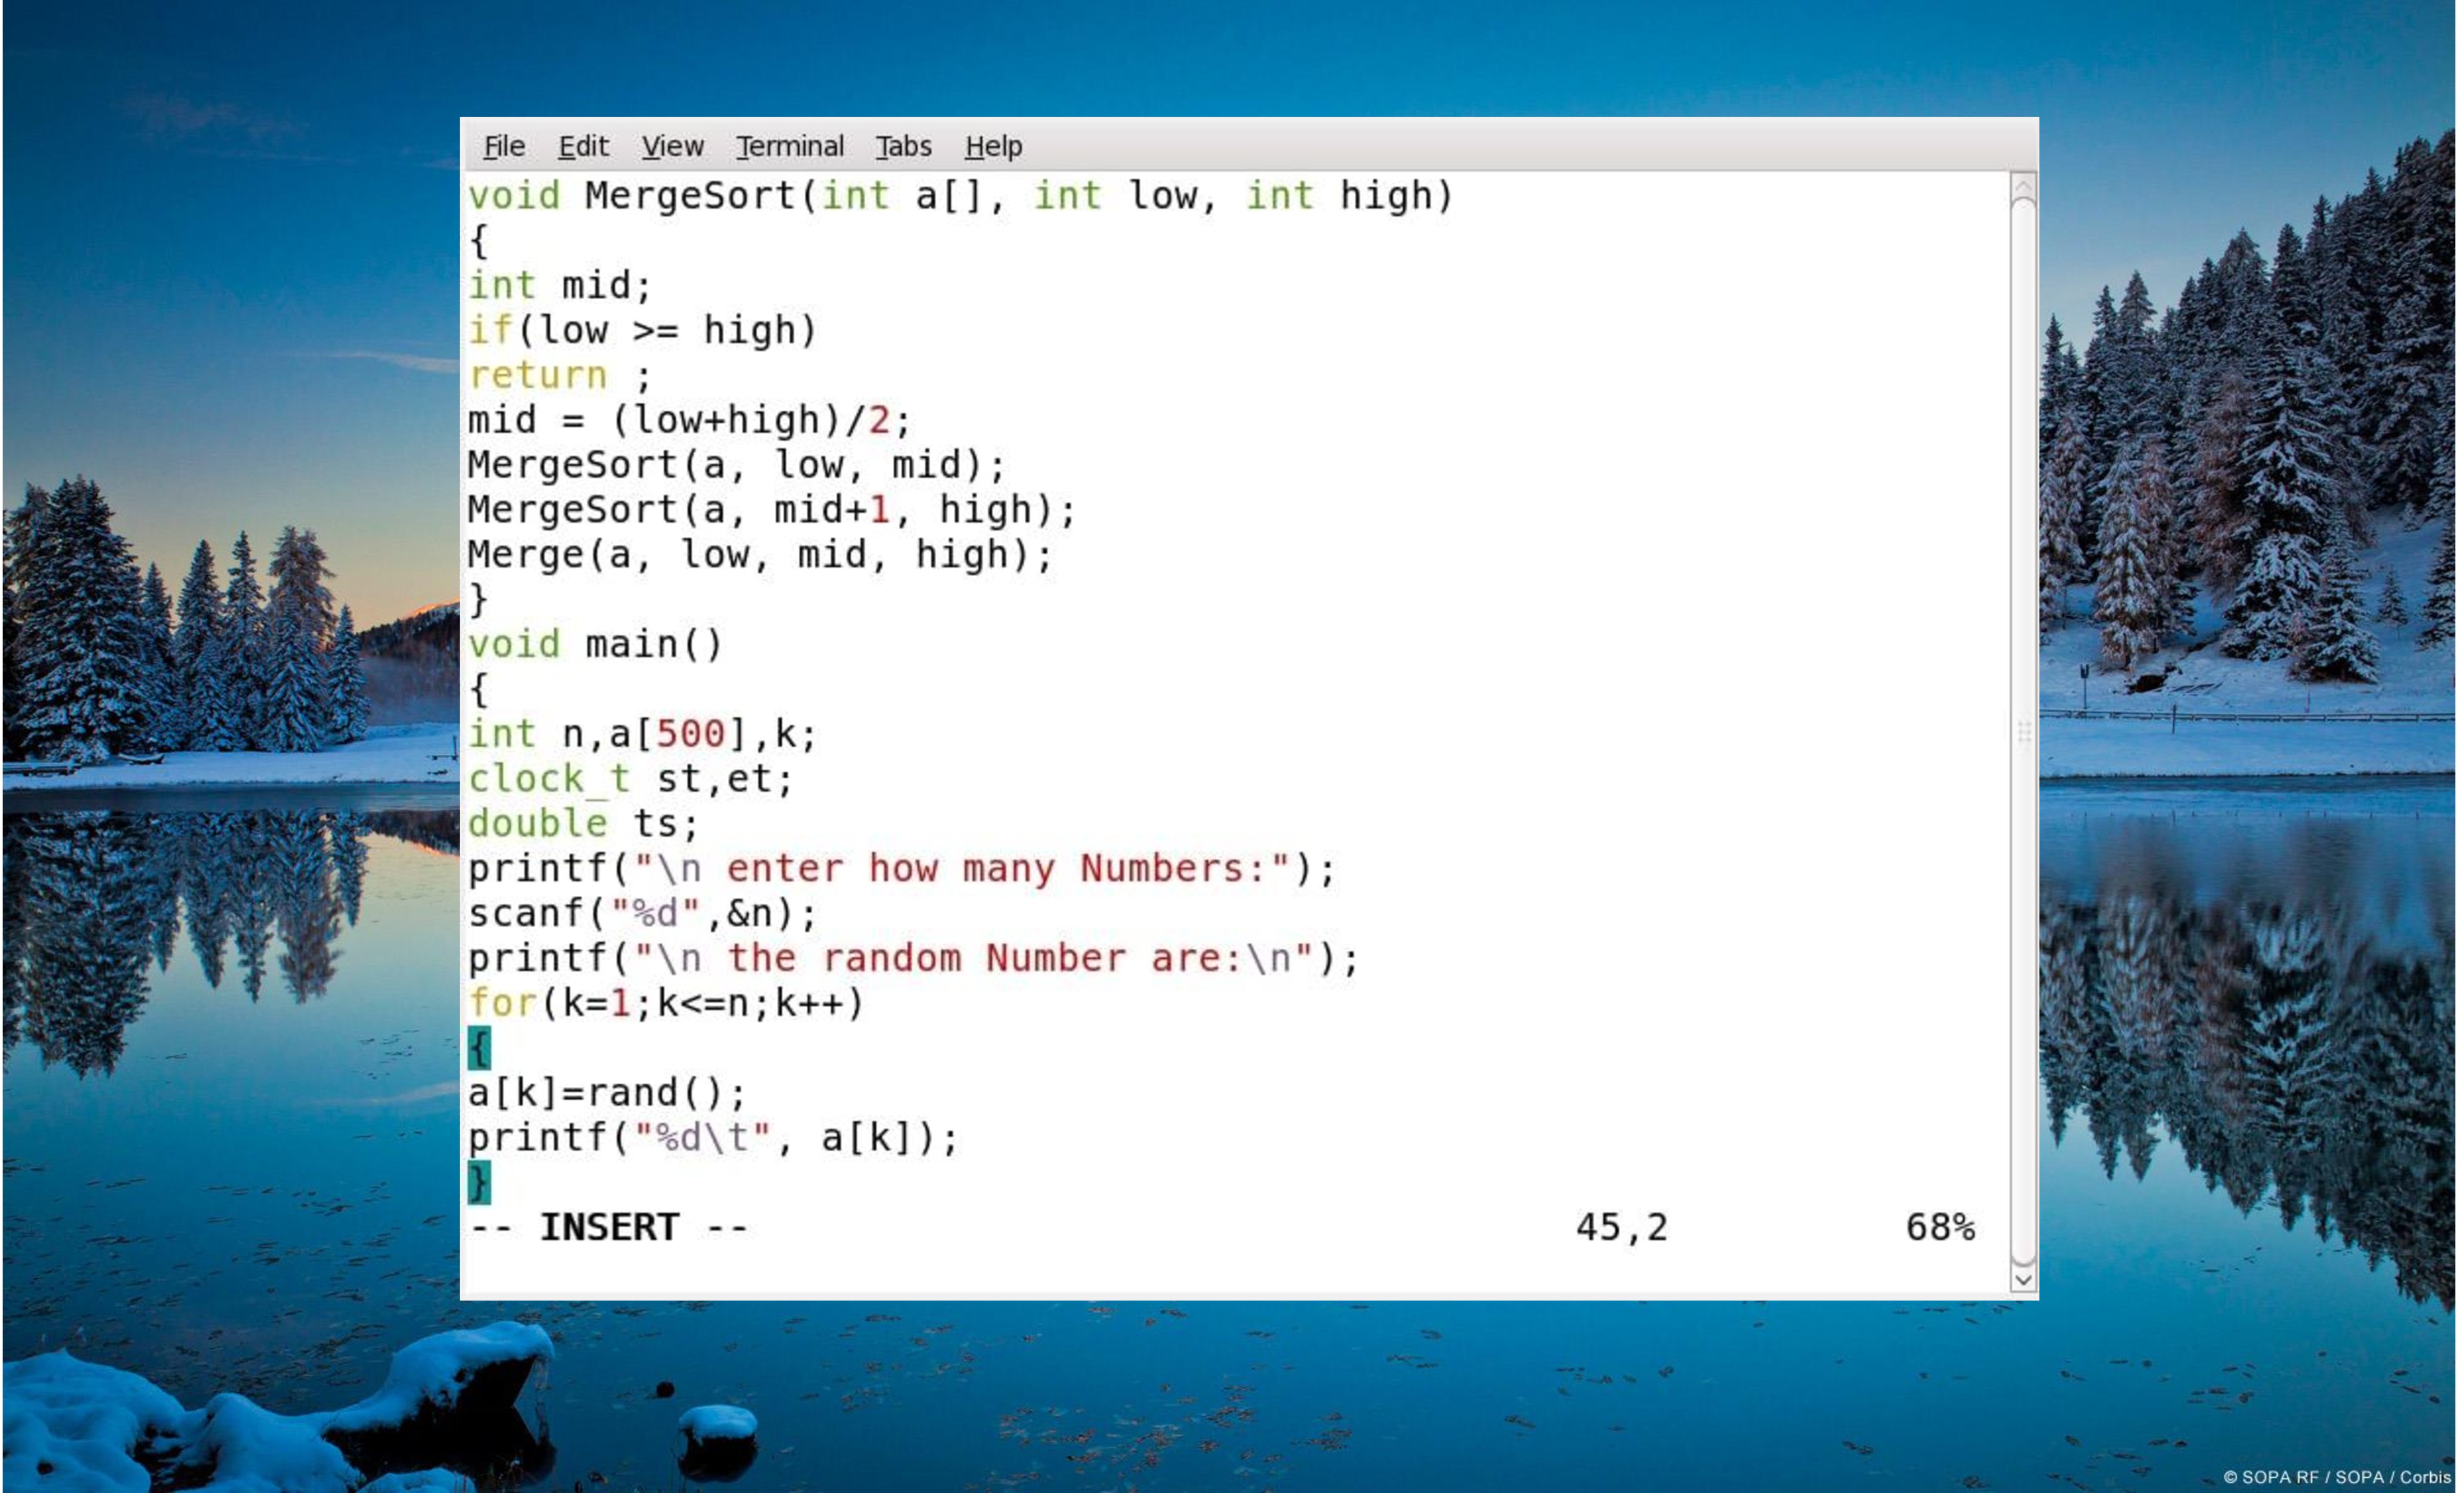 File Edit View Terminal Tabs Help
void MergeSort(int a[], int low, int high)
{
int mid;
if(low >= high)
return ;
mid = (low+high)/2;
MergeSort(a, low, mid);
MergeSort(a, mid+1, high);
Merge(a, low, mid, high);
}
void main()
{
int n,a[500],k;
clock_t st,et;
double ts;
printf("\n enter how many Numbers:");
scanf("%d",&n);
printf("\n the random Number are:\n");
for(k=1;k<=n;k++)
{
a[k]=rand();
printf("%d\t", a[k]);
}
-- INSERT -- 45,2 68%
© SOPA RF / SOPA / Corbis